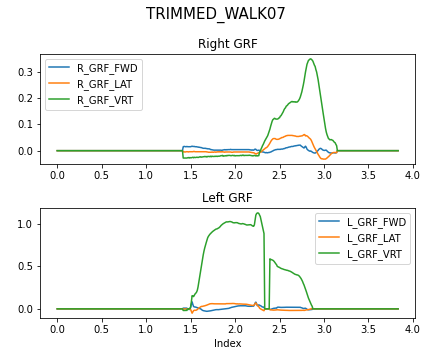 TRIMMED_WALK07
Right GRF
R_GRF_FWD
R_GRF_LAT
R_GRF_VRT
0.3
0.2
0.1
0.0
0.0 0.5 1.0 1.5 2.0 2.5 3.0 3.5 4.0
Left GRF
L_GRF_FWD
L_GRF_LAT
L_GRF_VRT
1.0
0.5
0.0
0.0 0.5 1.0 1.5 2.0 2.5 3.0 3.5 4.0
Index